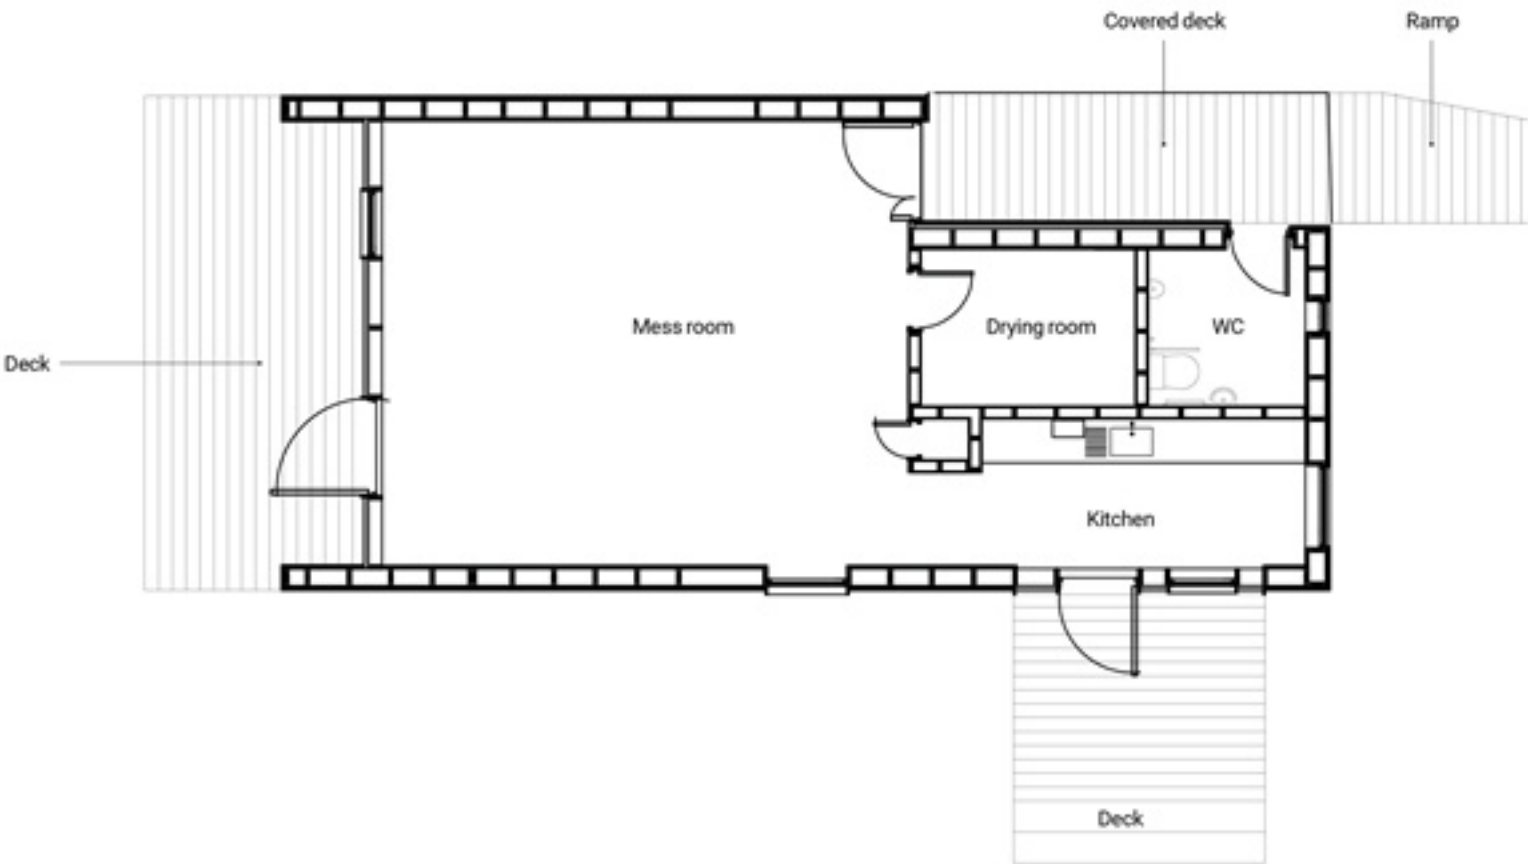 Covered deck
Ramp
Mess room
Drying room
WC
Deck
Kitchen
Deck